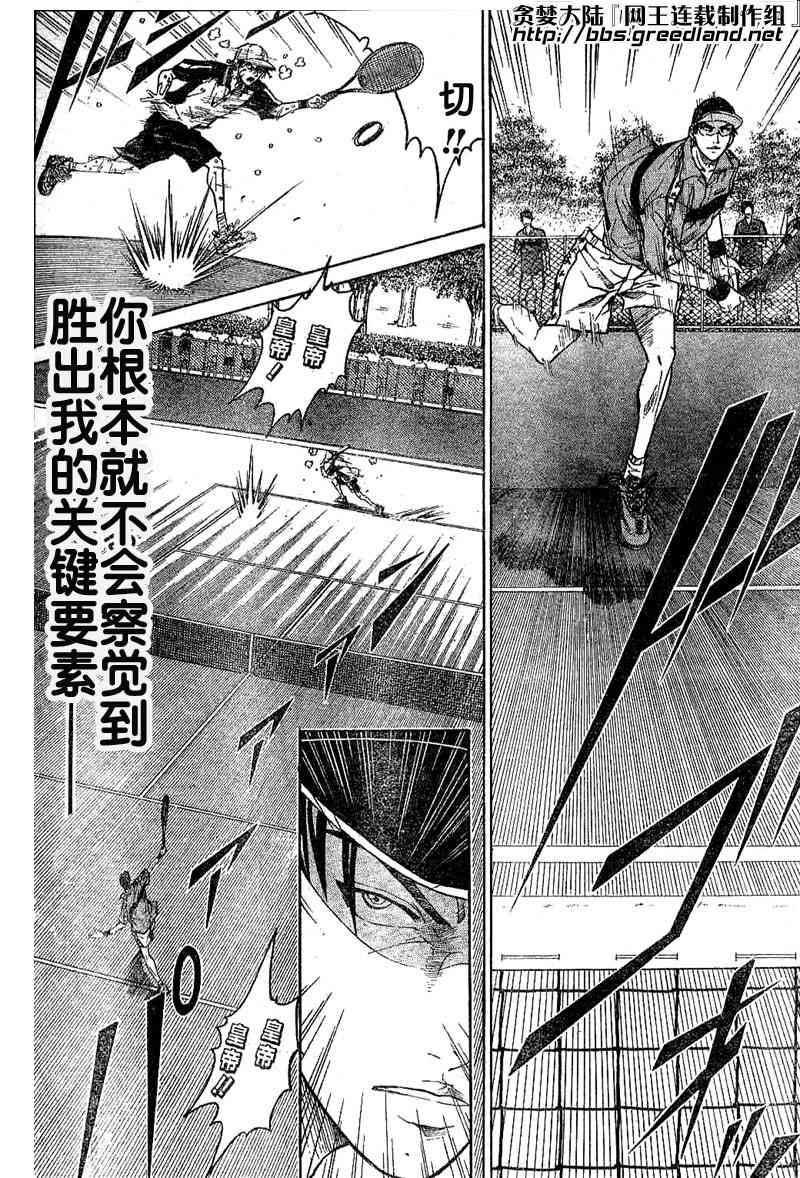 贪婪大陆『网王连载制作组』
http://bbs.greedland.net
切!!
皇帝
皇帝!
你根本就不会察觉到
胜出我的关键要素——
皇帝
皇帝!!